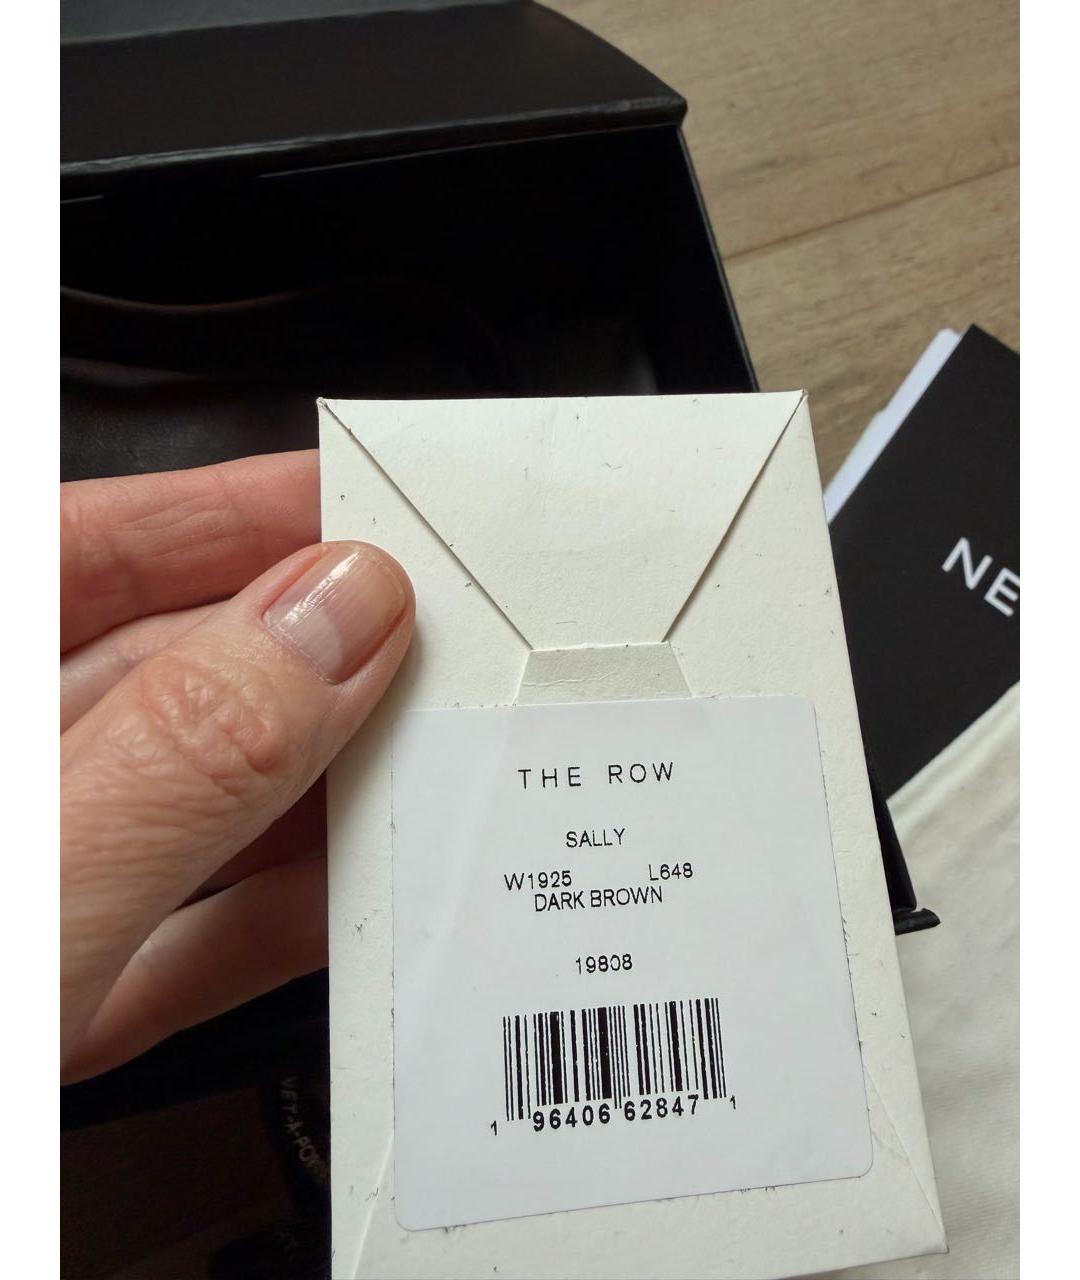 NE
THE ROW
SALLY
W1925 L648
DARK BROWN
19808
1 96406 62847 1